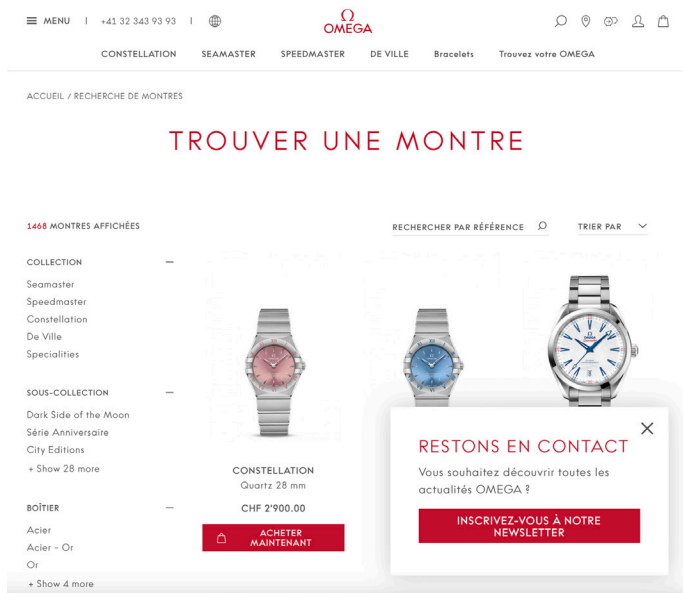 MENU | +41 32 343 93 93 |
Ω
OMEGA
CONSTELLATION SEAMASTER SPEEDMASTER DE VILLE Bracelets Trouvez votre OMEGA
ACCUEIL / RECHERCHE DE MONTRES
TROUVER UNE MONTRE
1468 MONTRES AFFICHÉES
RECHERCHER PAR RÉFÉRENCE
TRIER PAR
COLLECTION
Seamaster
Speedmaster
Constellation
De Ville
Specialities
SOUS-COLLECTION
Dark Side of the Moon
Série Anniversaire
City Editions
+ Show 28 more
BOÎTIER
Acier
Acier - Or
Or
+ Show 4 more
CONSTELLATION
Quartz 28 mm
CHF 2'900.00
ACHETER
MAINTENANT
RESTONS EN CONTACT
Vous souhaitez découvrir toutes les
actualités OMEGA ?
INSCRIVEZ-VOUS À NOTRE
NEWSLETTER